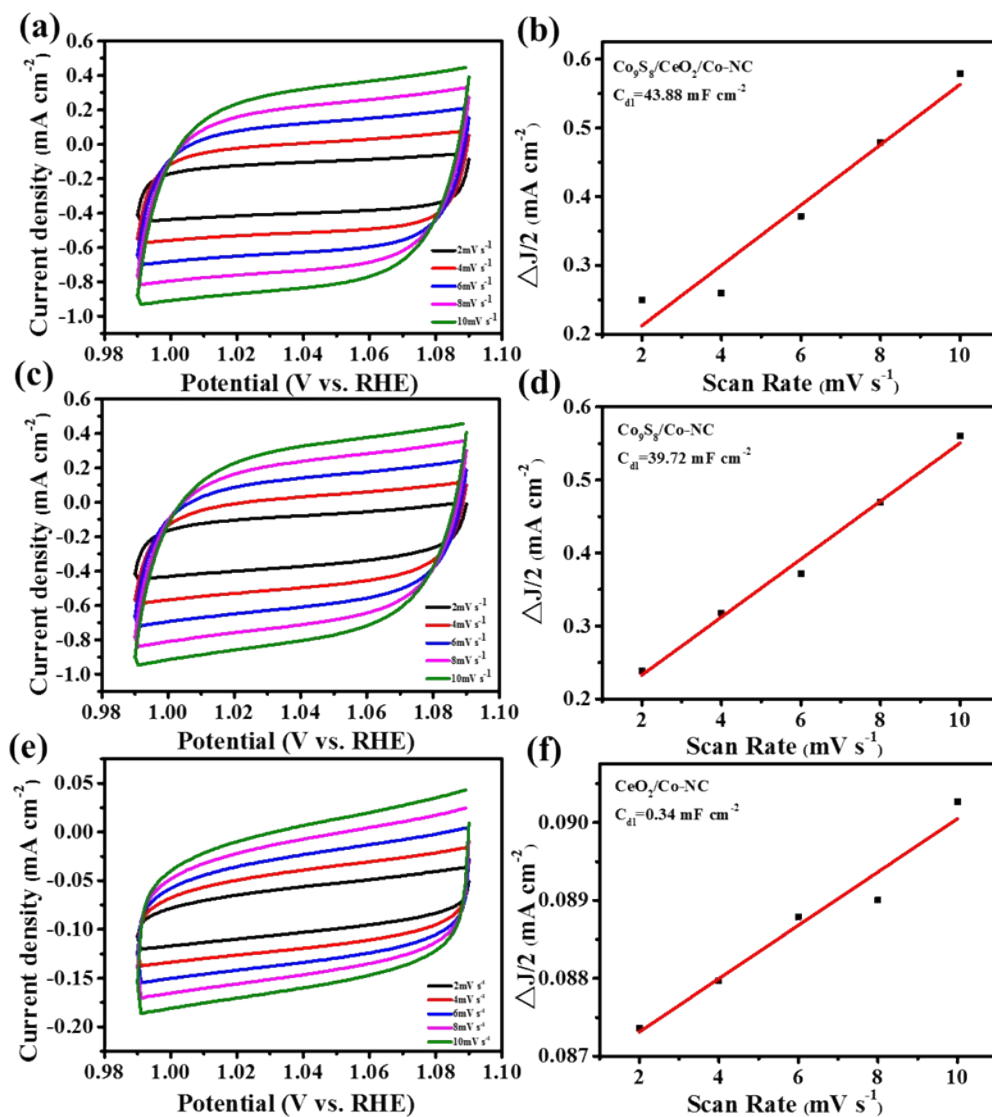 (a)
0.6
0.4
0.2
0.0
-0.2
-0.4
-0.6
-0.8
-1.0
Current density (mA cm⁻²)
2mV s⁻¹
4mV s⁻¹
6mV s⁻¹
8mV s⁻¹
10mV s⁻¹
0.98 1.00 1.02 1.04 1.06 1.08 1.10
Potential (V vs. RHE)
(b)
Co₉S₈/CeO₂/Co-NC
C_dl=43.88 mF cm⁻²
0.6
0.5
0.4
0.3
0.2
△J/2 (mA cm⁻²)
2 4 6 8 10
Scan Rate (mV s⁻¹)
(c)
0.6
0.4
0.2
0.0
-0.2
-0.4
-0.6
-0.8
-1.0
Current density (mA cm⁻²)
2mV s⁻¹
4mV s⁻¹
6mV s⁻¹
8mV s⁻¹
10mV s⁻¹
0.98 1.00 1.02 1.04 1.06 1.08 1.10
Potential (V vs. RHE)
(d)
Co₉S₈/Co-NC
C_dl=39.72 mF cm⁻²
0.6
0.5
0.4
0.3
0.2
△J/2 (mA cm⁻²)
2 4 6 8 10
Scan Rate (mV s⁻¹)
(e)
0.05
0.00
-0.05
-0.10
-0.15
-0.20
Current density (mA cm⁻²)
2mV s⁻¹
4mV s⁻¹
6mV s⁻¹
8mV s⁻¹
10mV s⁻¹
0.98 1.00 1.02 1.04 1.06 1.08 1.10
Potential (V vs. RHE)
(f)
CeO₂/Co-NC
C_dl=0.34 mF cm⁻²
0.090
0.089
0.088
0.087
△J/2 (mA cm⁻²)
2 4 6 8 10
Scan Rate (mV s⁻¹)